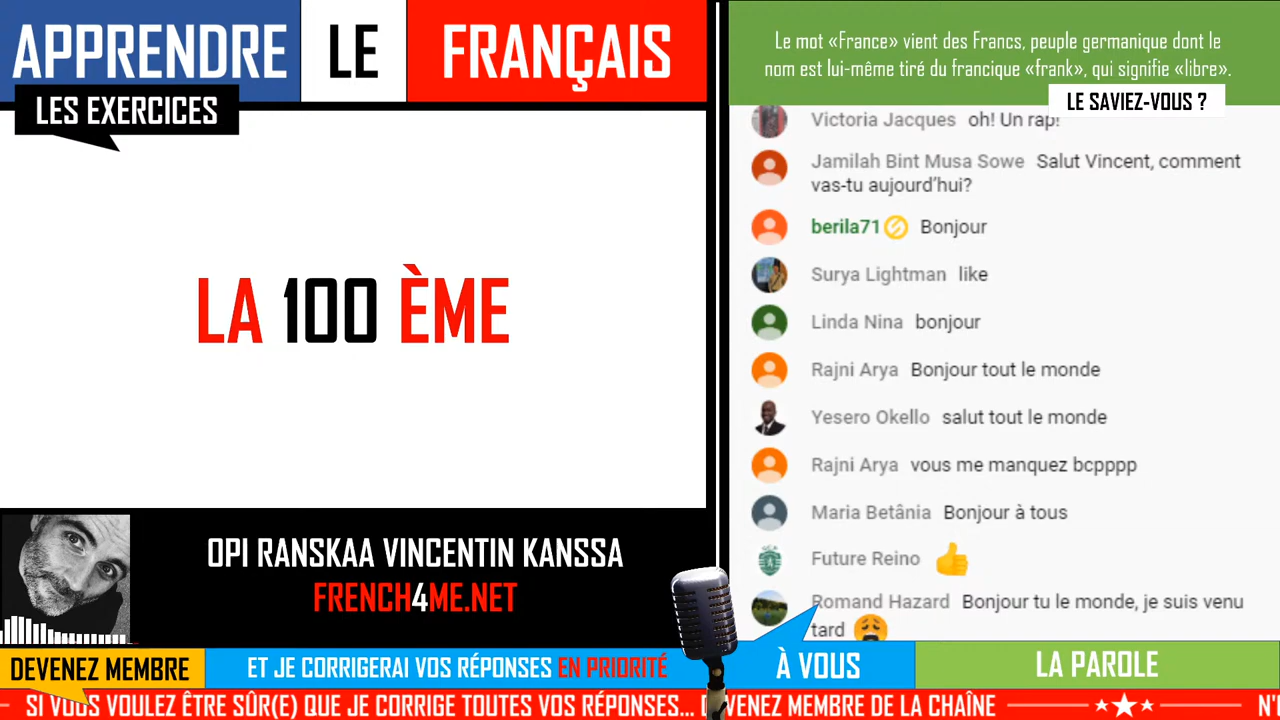 APPRENDRE LE FRANÇAIS
LES EXERCICES
LA 100 ÈME
OPI RANSKAA VINCENTIN KANSSA
FRENCH4ME.NET
DEVENEZ MEMBRE
ET JE CORRIGERAI VOS RÉPONSES EN PRIORITÉ
Le mot «France» vient des Francs, peuple germanique dont le
nom est lui-même tiré du francique «frank», qui signifie «libre».
LE SAVIEZ-VOUS ?
Victoria Jacques oh! Un rap!
Jamilah Bint Musa Sowe Salut Vincent, comment
vas-tu aujourd'hui?
berila71 Bonjour
Surya Lightman like
Linda Nina bonjour
Rajni Arya Bonjour tout le monde
Yesero Okello salut tout le monde
Rajni Arya vous me manquez bcpppp
Maria Betânia Bonjour à tous
Future Reino 👍
Romand Hazard Bonjour tu le monde, je suis venu
tard 😩
À VOUS LA PAROLE
SI VOUS VOULEZ ÊTRE SÛR(E) QUE JE CORRIGE TOUTES VOS RÉPONSES... VENEZ MEMBRE DE LA CHAÎNE N'